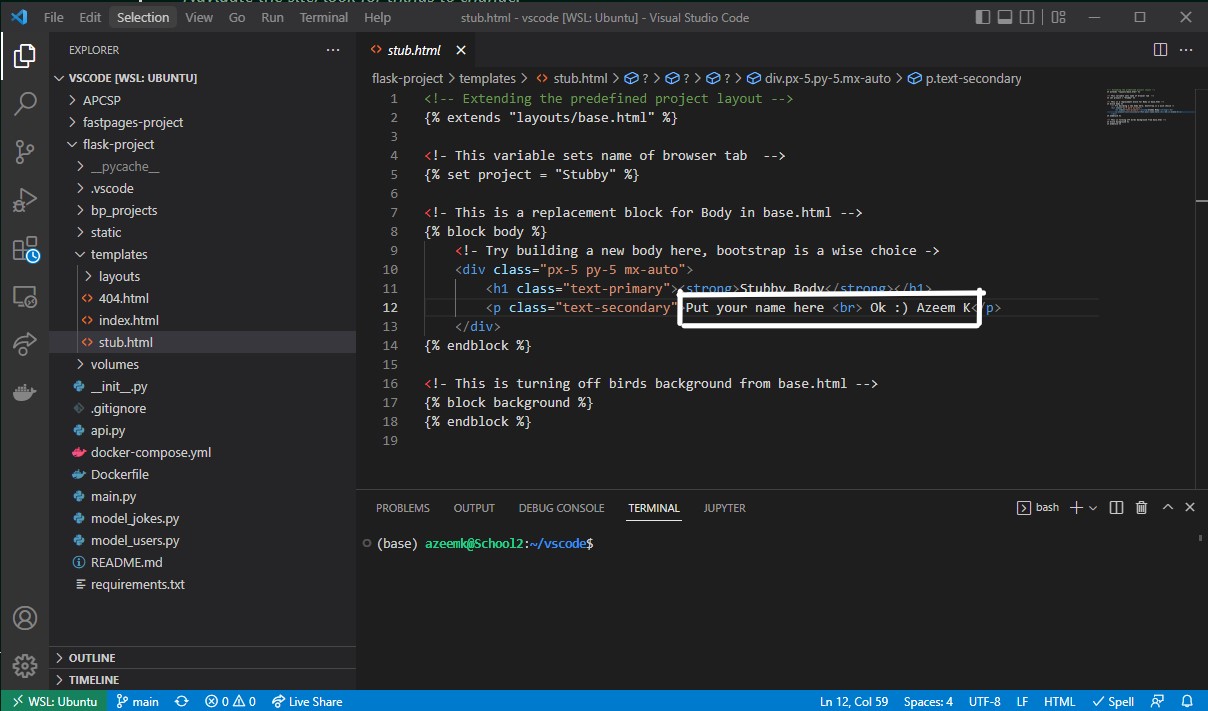 File Edit Selection View Go Run Terminal Help stub.html - vscode [WSL: Ubuntu] - Visual Studio Code
EXPLORER
VSCODE [WSL: UBUNTU]
APCSP
fastpages-project
flask-project
__pycache__
.vscode
bp_projects
static
templates
layouts
404.html
index.html
stub.html
volumes
__init__.py
.gitignore
api.py
docker-compose.yml
Dockerfile
main.py
model_jokes.py
model_users.py
README.md
requirements.txt
OUTLINE
TIMELINE
stub.html
flask-project > templates > stub.html > ? > ? > ? > div.px-5.py-5.mx-auto > p.text-secondary
1 <!-- Extending the predefined project layout -->
2 {% extends "layouts/base.html" %}
3
4 <!- This variable sets name of browser tab  -->
5 {% set project = "Stubby" %}
6
7 <!- This is a replacement block for Body in base.html -->
8 {% block body %}
9     <!- Try building a new body here, bootstrap is a wise choice ->
10     <div class="px-5 py-5 mx-auto">
11         <h1 class="text-primary"><strong>Stubby Body</strong></h1>
12         <p class="text-secondary">Put your name here <br> Ok :) Azeem K</p>
13     </div>
14 {% endblock %}
15
16 <!- This is turning off birds background from base.html -->
17 {% block background %}
18 {% endblock %}
19
PROBLEMS OUTPUT DEBUG CONSOLE TERMINAL JUPYTER bash
(base) azeemk@School2:~/vscode$
WSL: Ubuntu main 0 0 Live Share Ln 12, Col 59 Spaces: 4 UTF-8 LF HTML Spell